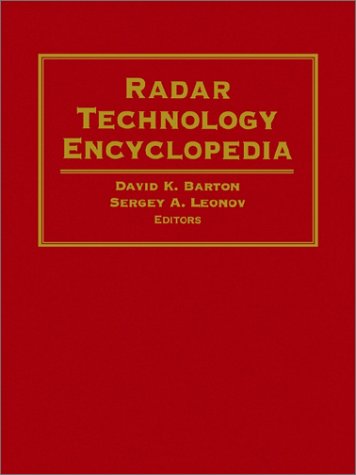 RADAR
TECHNOLOGY
ENCYCLOPEDIA
DAVID K. BARTON
SERGEY A. LEONOV
EDITORS